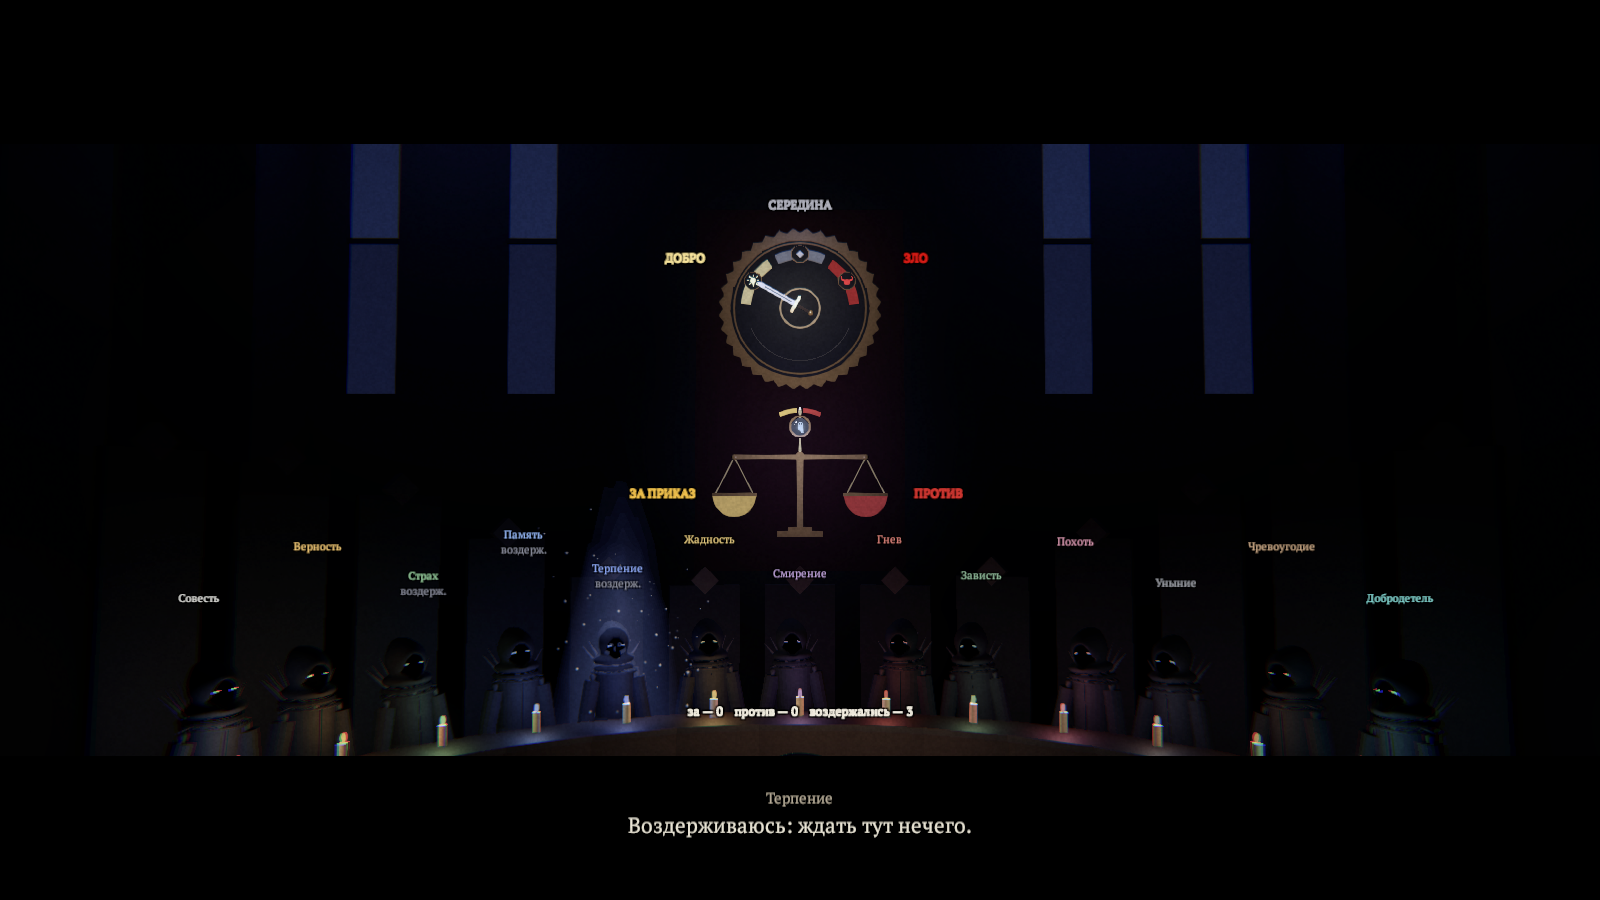 СЕРЕДИНА
ДОБРО
ЗЛО
ЗА ПРИКАЗ
ПРОТИВ
Совесть
Верность
Страх
воздерж.
Память
воздерж.
Терпение
воздерж.
Жадность
Смирение
Гнев
Зависть
Похоть
Уныние
Чревоугодие
Добродетель
за — 0 против — 0 воздержались — 3
Терпение
Воздерживаюсь: ждать тут нечего.